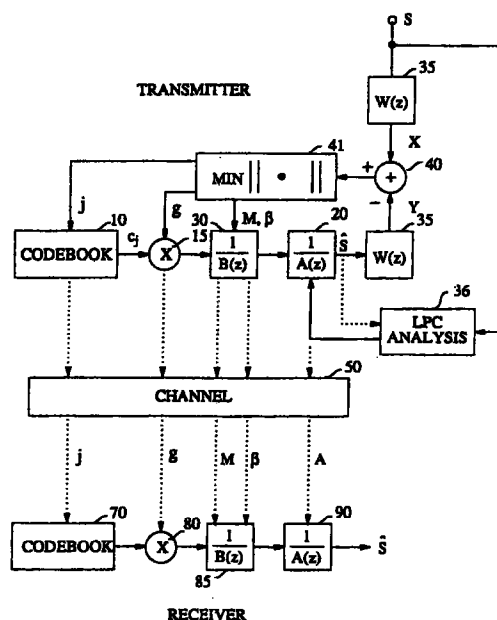 S
35
TRANSMITTER
W(z)
41
X
MIN || • ||
+
+
40
j
g
M, β
−
Y
10
30
20
35
CODEBOOK
cj
15
X
1
B(z)
1
A(z)
Ŝ
W(z)
36
LPC
ANALYSIS
50
CHANNEL
j
g
M
β
A
70
80
90
CODEBOOK
X
1
B(z)
1
A(z)
Ŝ
85
RECEIVER